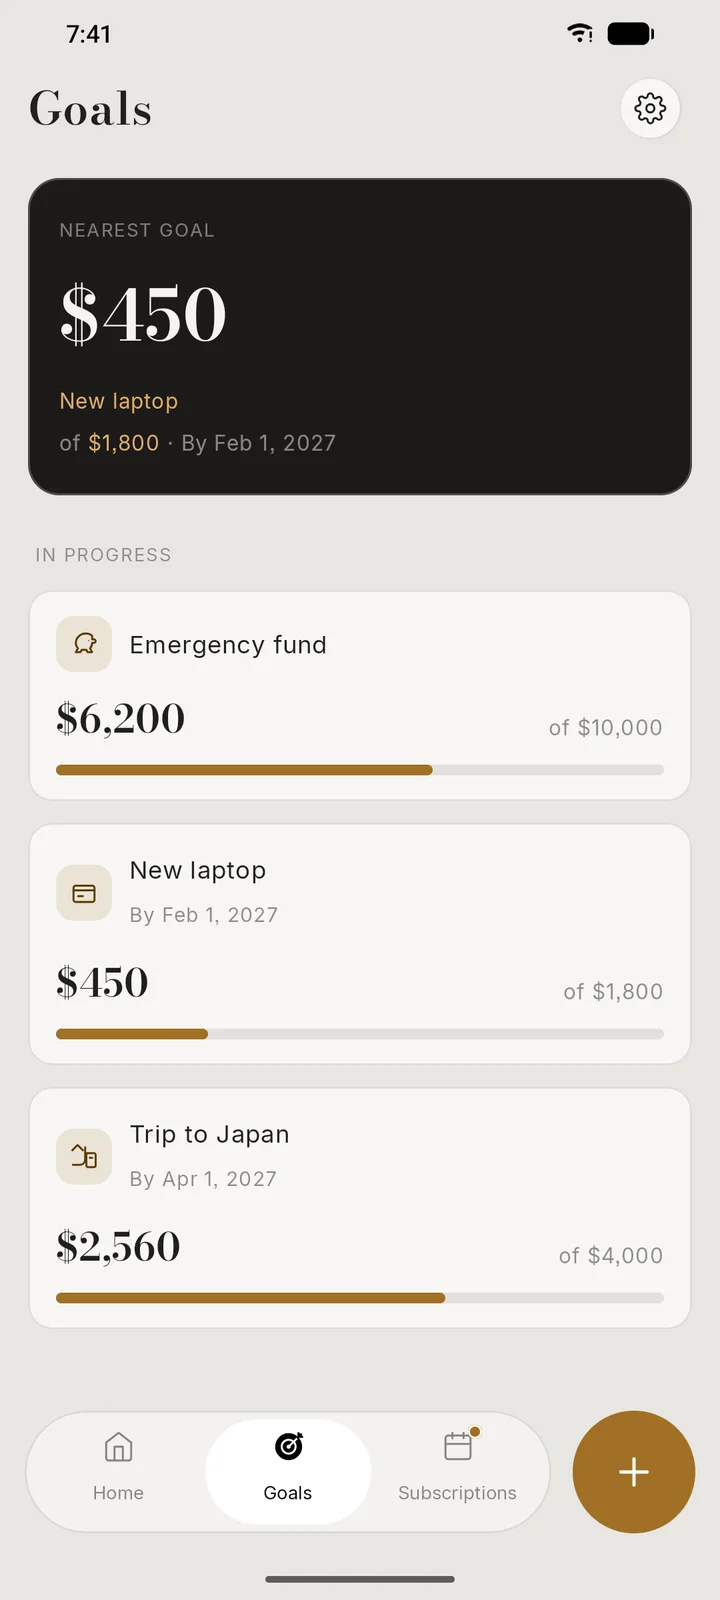 7:41
Goals
NEAREST GOAL
$450
New laptop
of $1,800 · By Feb 1, 2027
IN PROGRESS
Emergency fund
$6,200
of $10,000
New laptop
By Feb 1, 2027
$450
of $1,800
Trip to Japan
By Apr 1, 2027
$2,560
of $4,000
Home
Goals
Subscriptions